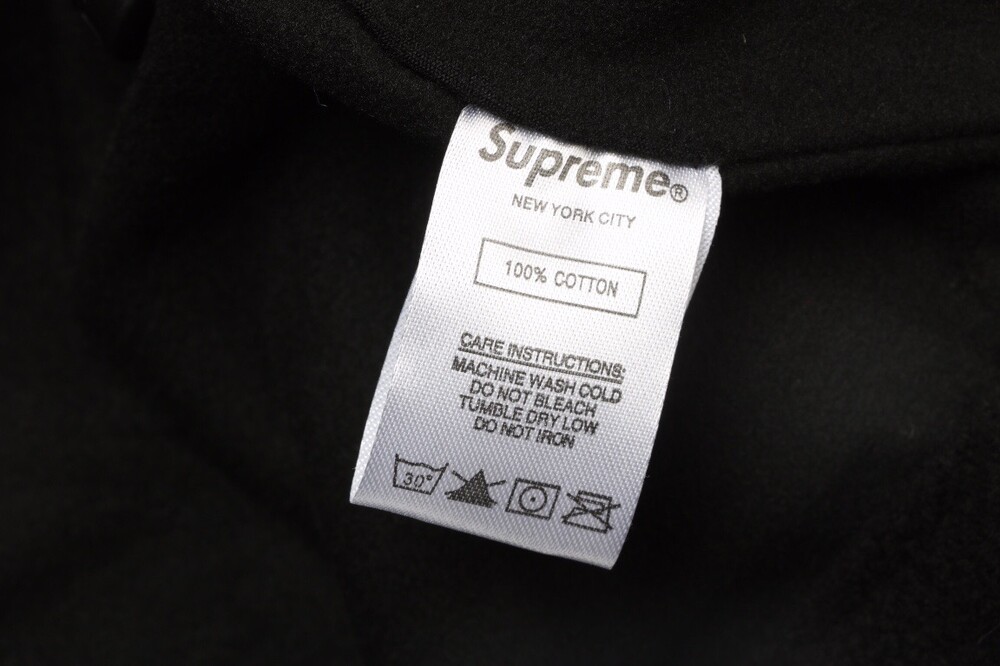 Supreme®
NEW YORK CITY
100% COTTON
CARE INSTRUCTIONS:
MACHINE WASH COLD
DO NOT BLEACH
TUMBLE DRY LOW
DO NOT IRON
30°